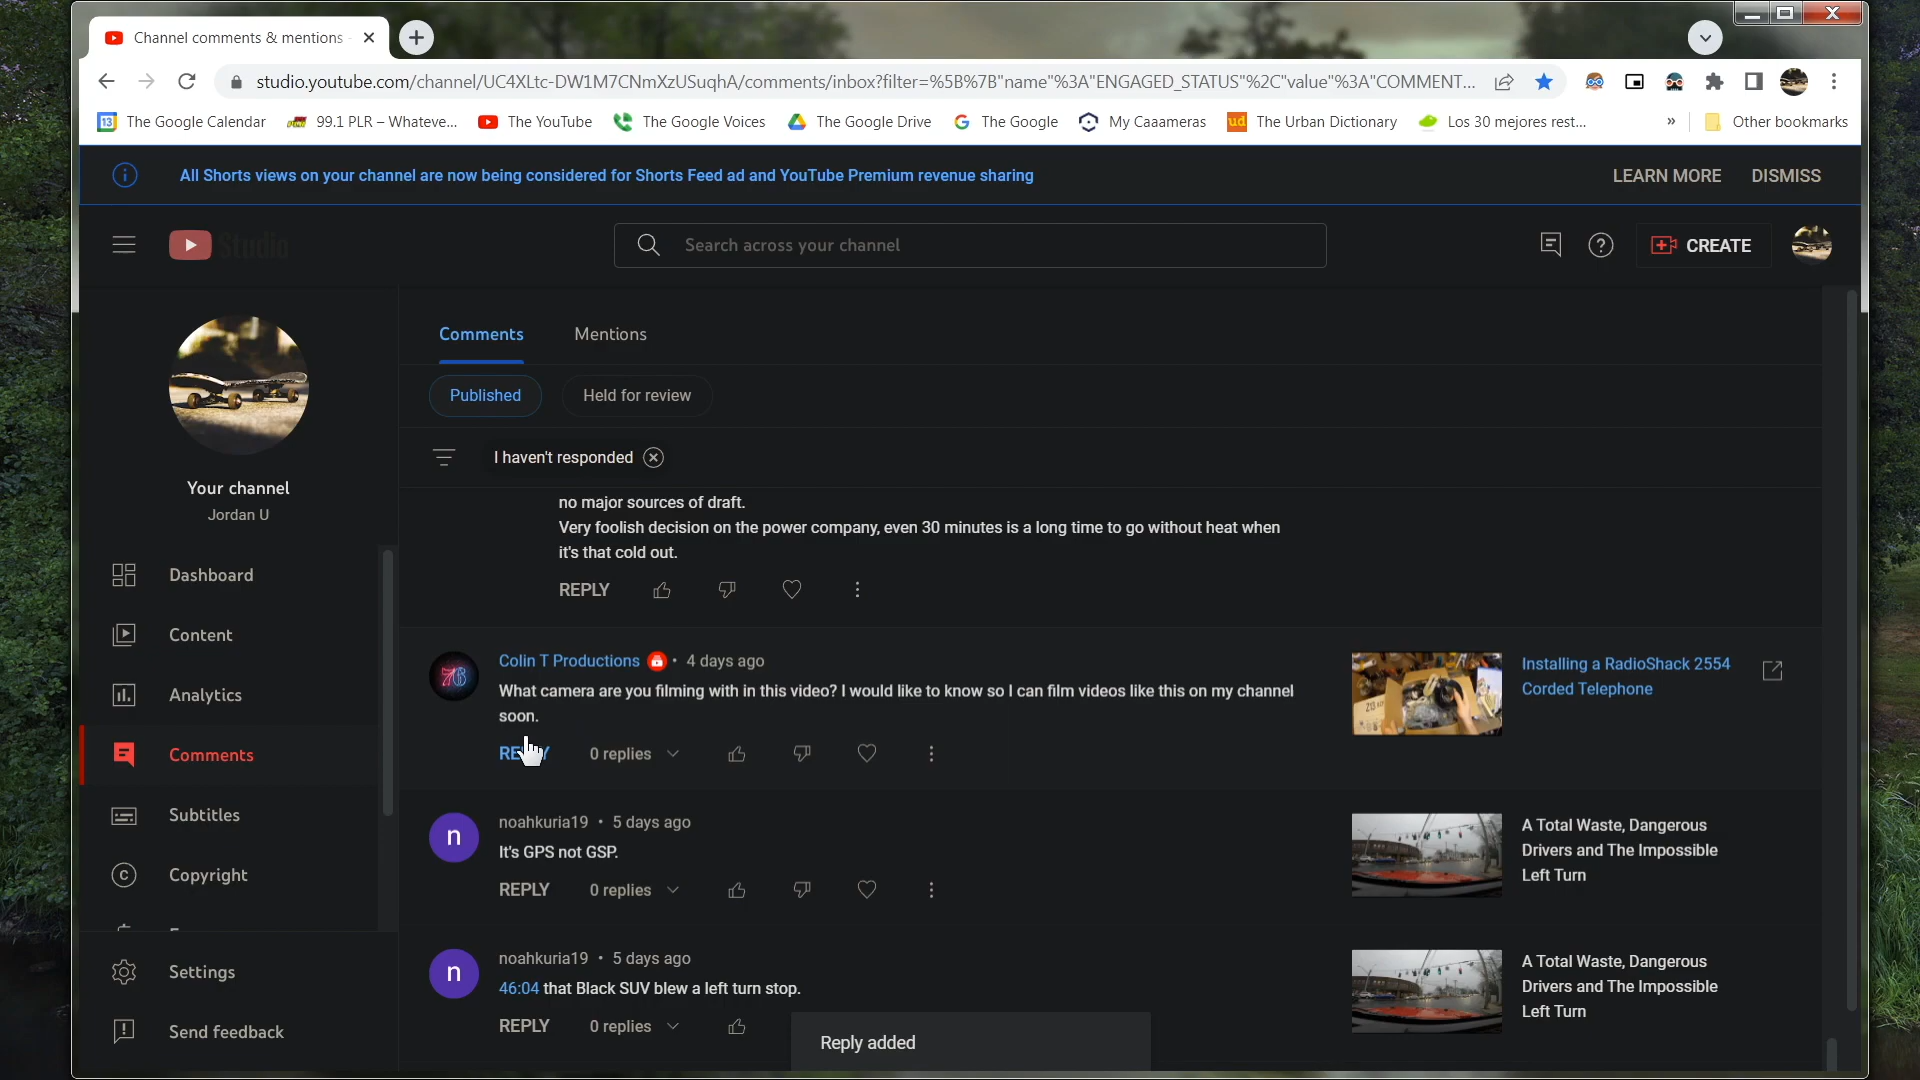 Channel comments & mentions -
studio.youtube.com/channel/UC4XLtc-DW1M7CNmXzUSuqhA/comments/inbox?filter=%5B%7B"name"%3A"ENGAGED_STATUS"%2C"value"%3A"COMMENT...
13 The Google Calendar 99.1 PLR – Whateve... The YouTube The Google Voices The Google Drive The Google My Caaameras ud The Urban Dictionary Los 30 mejores rest... » Other bookmarks
All Shorts views on your channel are now being considered for Shorts Feed ad and YouTube Premium revenue sharing LEARN MORE DISMISS
Studio Search across your channel CREATE
Comments Mentions
Published Held for review
I haven't responded
Your channel
Jordan U
Dashboard
Content
Analytics
Comments
Subtitles
Copyright
Settings
Send feedback
no major sources of draft.
Very foolish decision on the power company, even 30 minutes is a long time to go without heat when
it's that cold out.
REPLY
Colin T Productions • 4 days ago
What camera are you filming with in this video? I would like to know so I can film videos like this on my channel
soon.
REPLY 0 replies
Installing a RadioShack 2554
Corded Telephone
n
noahkuria19 • 5 days ago
It's GPS not GSP.
REPLY 0 replies
A Total Waste, Dangerous
Drivers and The Impossible
Left Turn
n
noahkuria19 • 5 days ago
46:04 that Black SUV blew a left turn stop.
REPLY 0 replies
A Total Waste, Dangerous
Drivers and The Impossible
Left Turn
Reply added